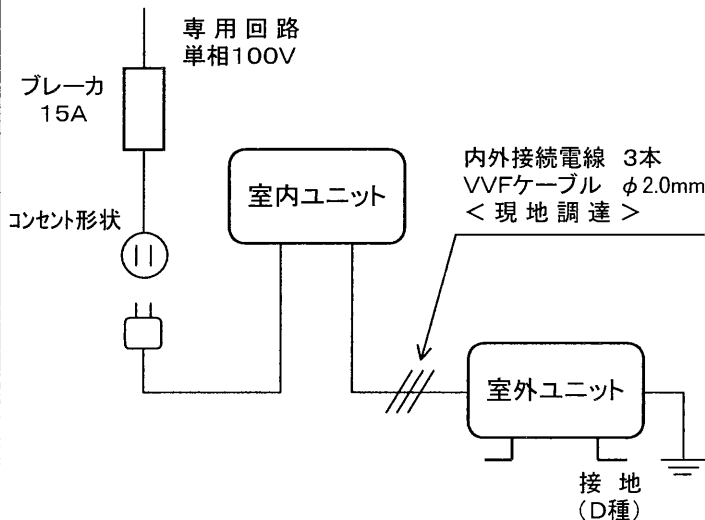 専用回路
単相100V
ブレーカ
15A
コンセント形状
室内ユニット
内外接続電線 3本
VVFケーブル φ2.0mm
<現地調達>
室外ユニット
接地
(D種)